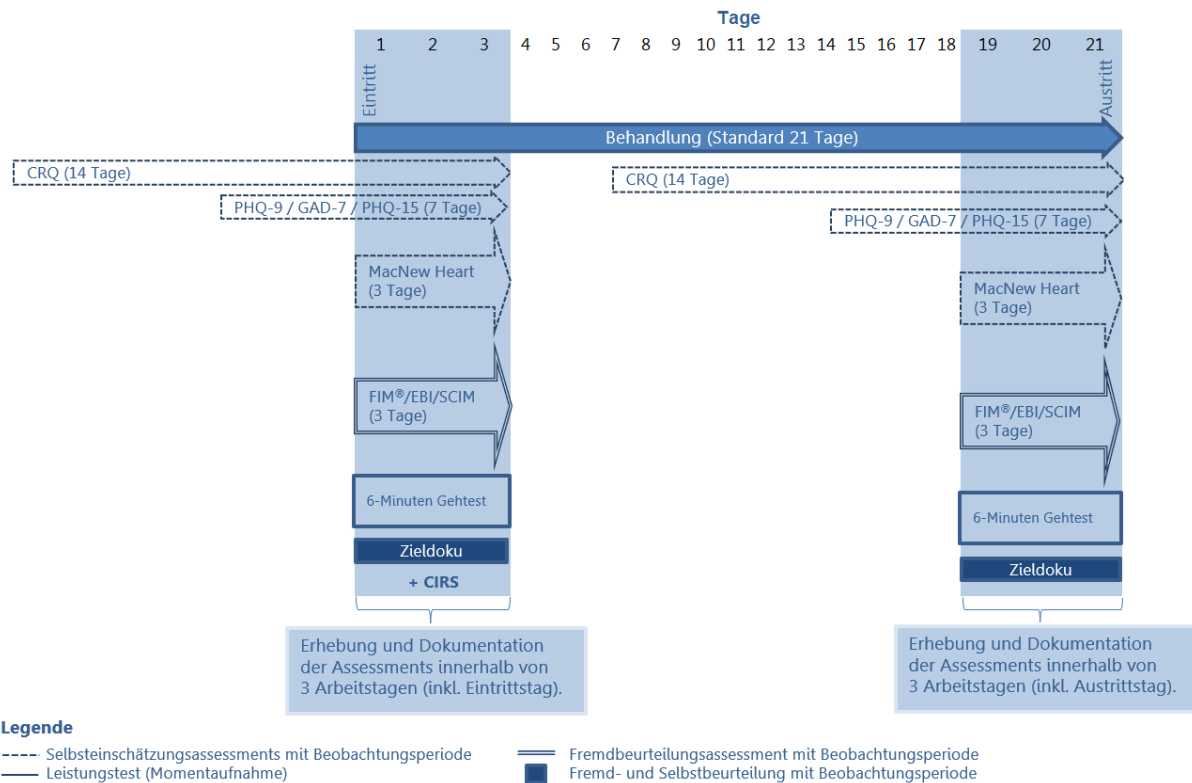 Tage
1 2 3 4 5 6 7 8 9 10 11 12 13 14 15 16 17 18 19 20 21
Eintritt
Austritt
Behandlung (Standard 21 Tage)
CRQ (14 Tage)
CRQ (14 Tage)
PHQ-9 / GAD-7 / PHQ-15 (7 Tage)
PHQ-9 / GAD-7 / PHQ-15 (7 Tage)
MacNew Heart
(3 Tage)
MacNew Heart
(3 Tage)
FIM®/EBI/SCIM
(3 Tage)
FIM®/EBI/SCIM
(3 Tage)
6-Minuten Gehtest
6-Minuten Gehtest
Zieldoku
+ CIRS
Zieldoku
Erhebung und Dokumentation
der Assessments innerhalb von
3 Arbeitstagen (inkl. Eintrittstag).
Erhebung und Dokumentation
der Assessments innerhalb von
3 Arbeitstagen (inkl. Austrittstag).
Legende
Selbsteinschätzungsassessments mit Beobachtungsperiode
Leistungstest (Momentaufnahme)
Fremdbeurteilungsassessment mit Beobachtungsperiode
Fremd- und Selbstbeurteilung mit Beobachtungsperiode